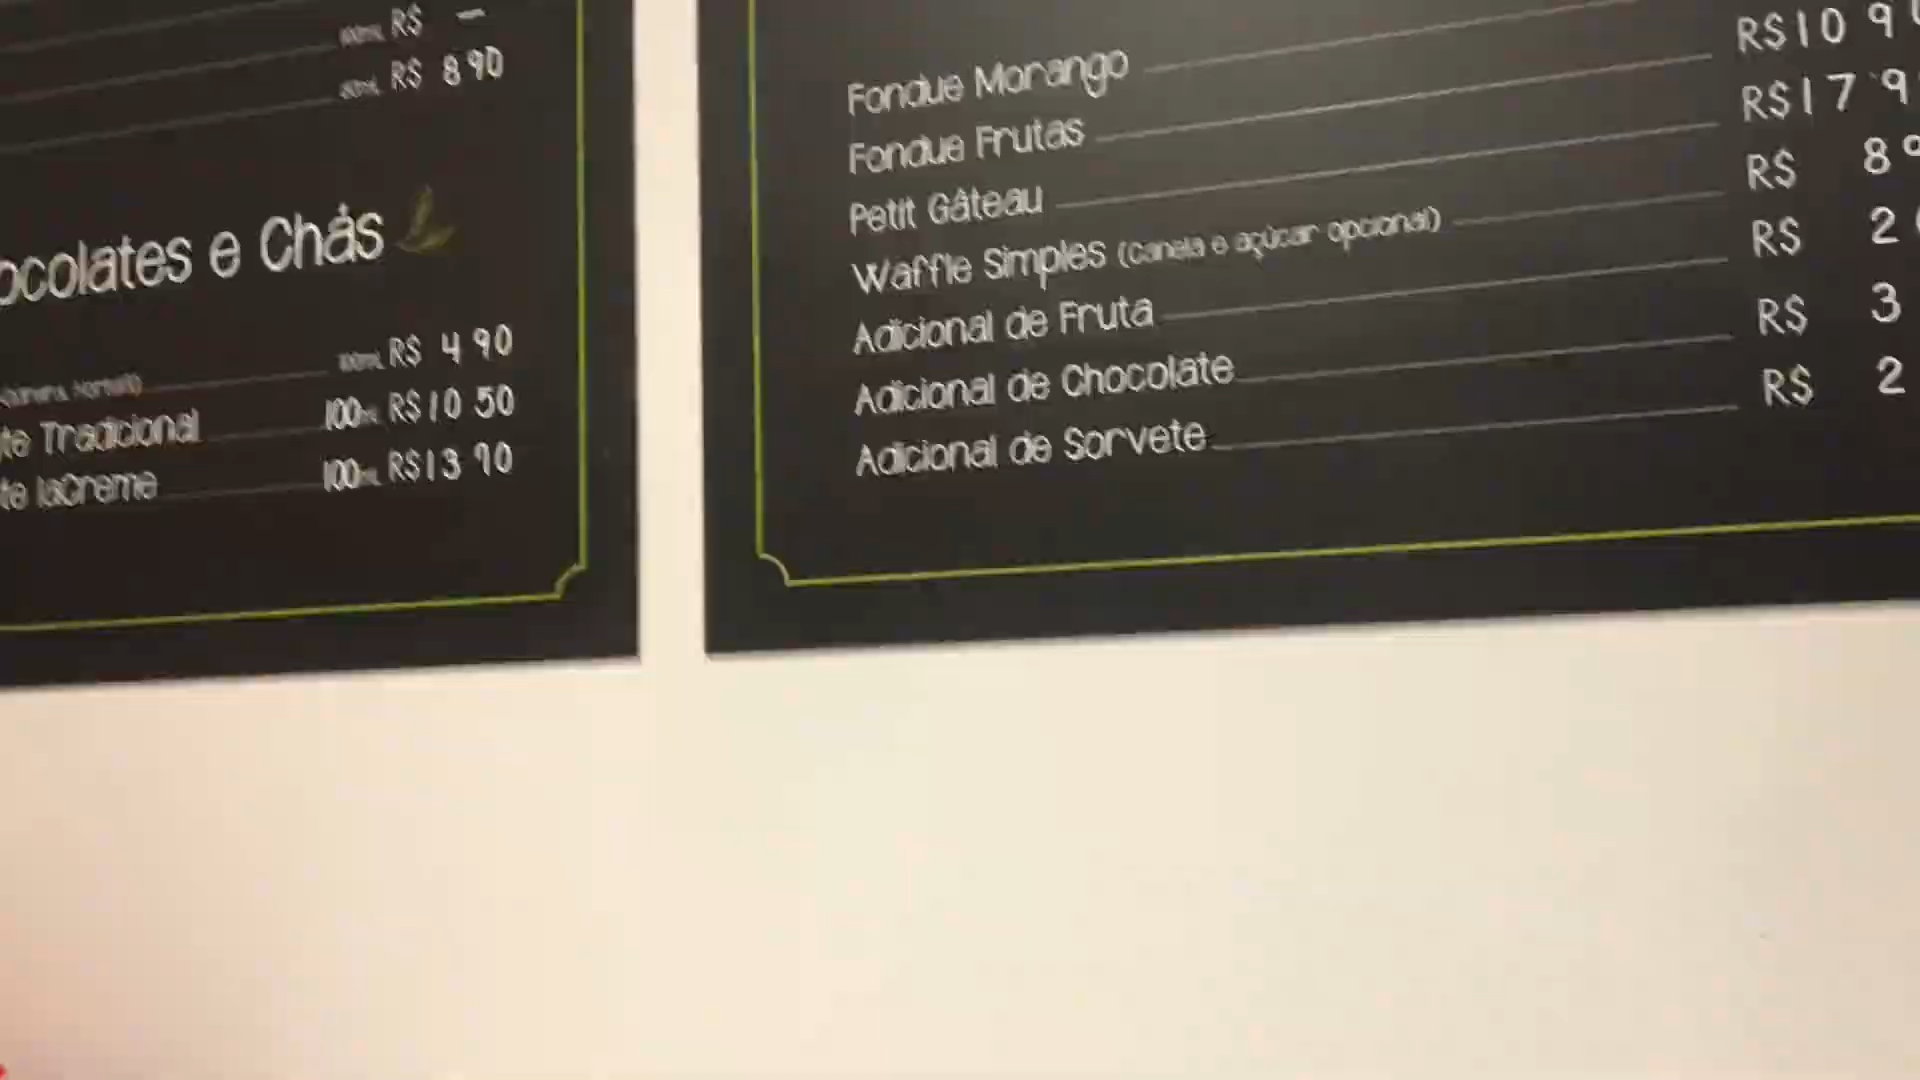 R$ —
R$ 8 90
ocolates e Chás
R$ 4 90
te Tradicional 100mL R$10 50
te laCreme 100mL R$13 90
Fondue Morango
Fondue Frutas R$10 9
Petit Gâteau R$17 9
Waffle Simples (Canela e açúcar opcional) R$ 8 9
Adicional de Fruta R$ 2
Adicional de Chocolate R$ 3
Adicional de Sorvete R$ 2